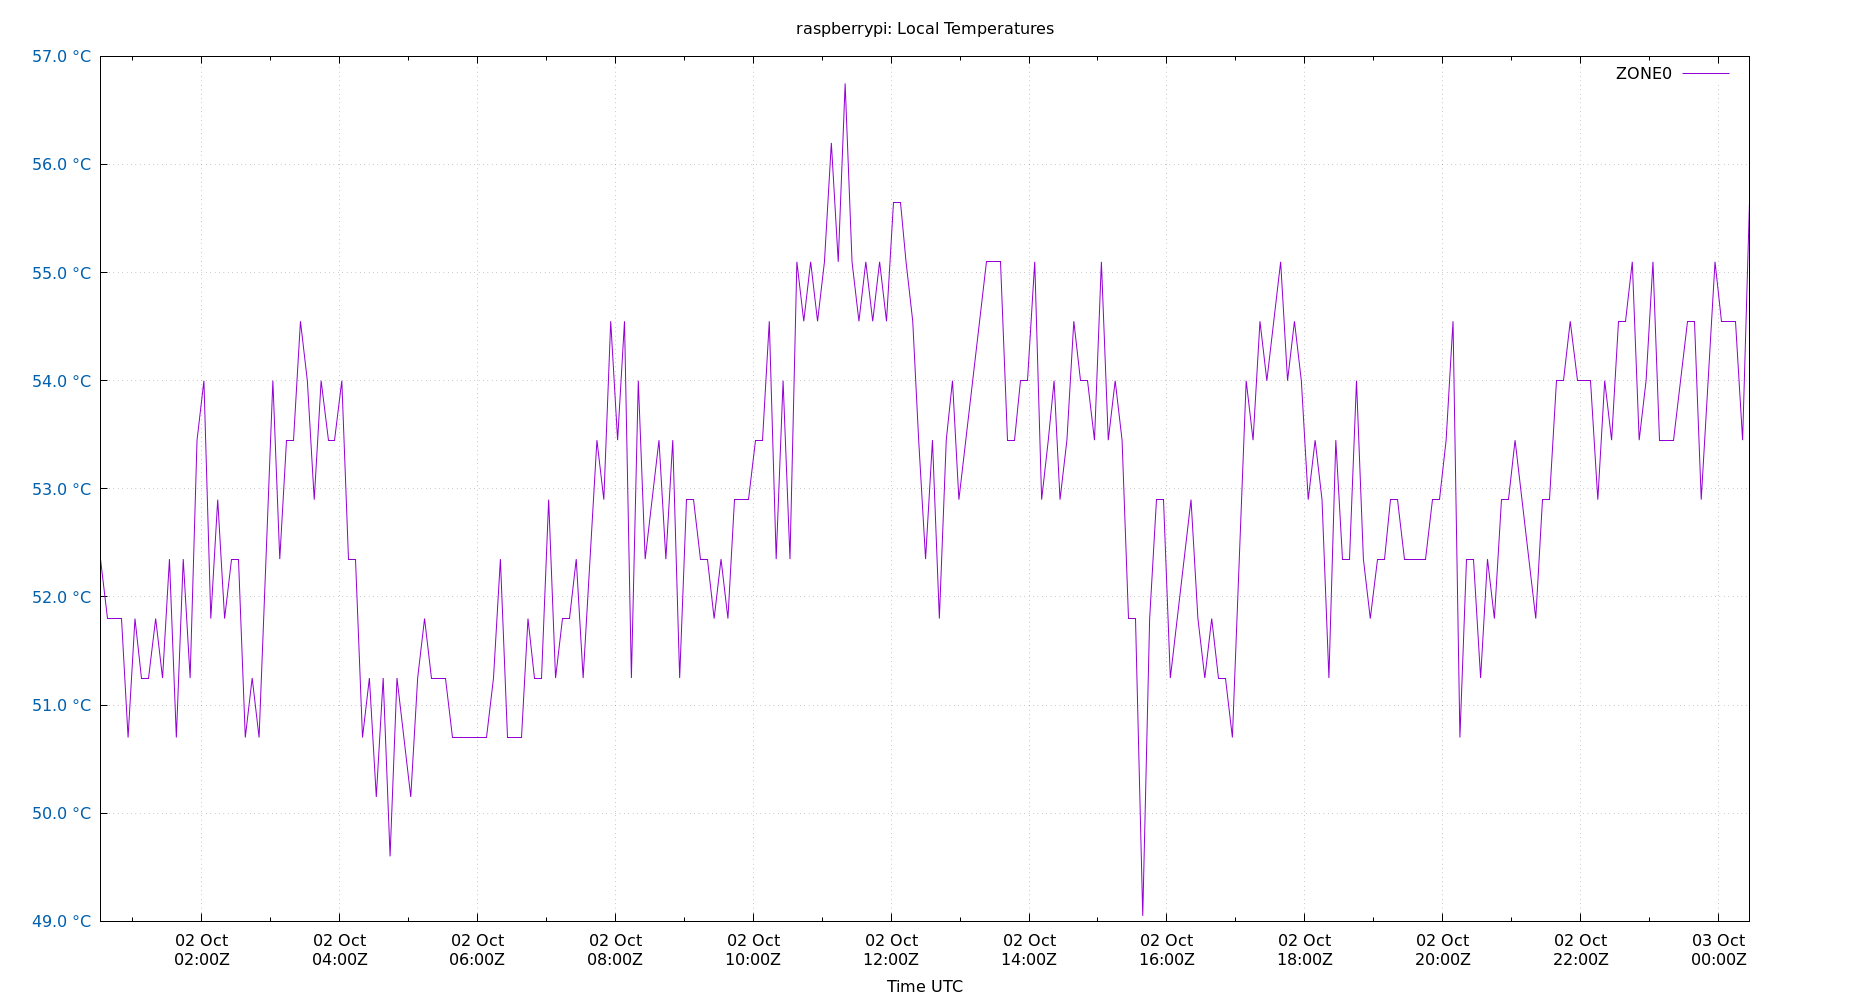 raspberrypi: Local Temperatures
57.0 °C
ZONE0
56.0 °C
55.0 °C
54.0 °C
53.0 °C
52.0 °C
51.0 °C
50.0 °C
49.0 °C
02 Oct 02 Oct 02 Oct 02 Oct 02 Oct 02 Oct 02 Oct 02 Oct 02 Oct 02 Oct 02 Oct 03 Oct
02:00Z 04:00Z 06:00Z 08:00Z 10:00Z 12:00Z 14:00Z 16:00Z 18:00Z 20:00Z 22:00Z 00:00Z
Time UTC